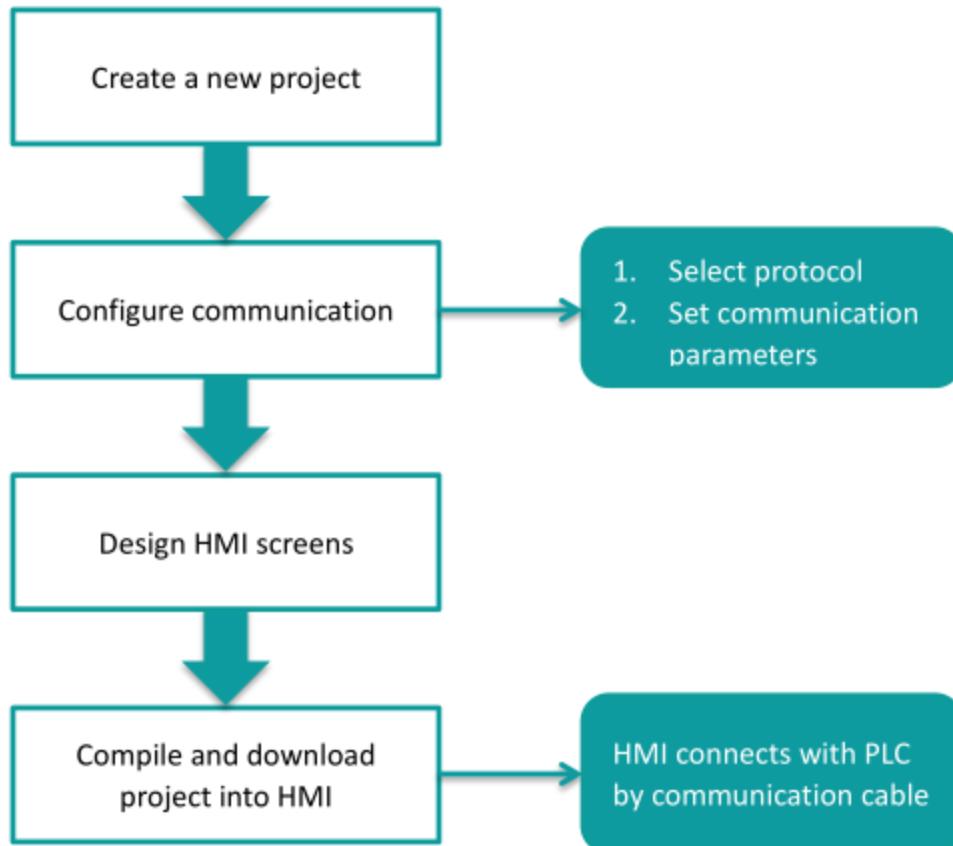 Create a new project
Configure communication
1. Select protocol
2. Set communication
parameters
Design HMI screens
Compile and download
project into HMI
HMI connects with PLC
by communication cable